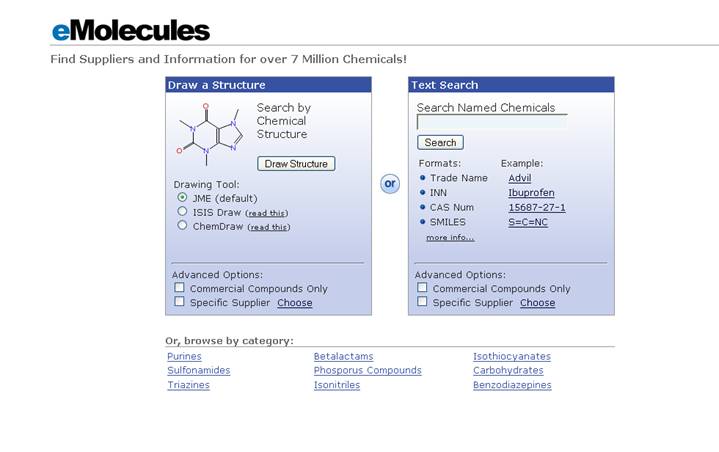 eMolecules
Find Suppliers and Information for over 7 Million Chemicals!
Draw a Structure
O
N
N
O
N
N
Search by
Chemical
Structure
Draw Structure
Drawing Tool:
JME (default)
ISIS Draw (read this)
ChemDraw (read this)
Advanced Options:
Commercial Compounds Only
Specific Supplier Choose
or
Text Search
Search Named Chemicals
Search
Formats: Example:
Trade Name Advil
INN Ibuprofen
CAS Num 15687-27-1
SMILES S=C=NC
more info...
Advanced Options:
Commercial Compounds Only
Specific Supplier Choose
Or, browse by category:
Purines Betalactams Isothiocyanates
Sulfonamides Phosporus Compounds Carbohydrates
Triazines Isonitriles Benzodiazepines